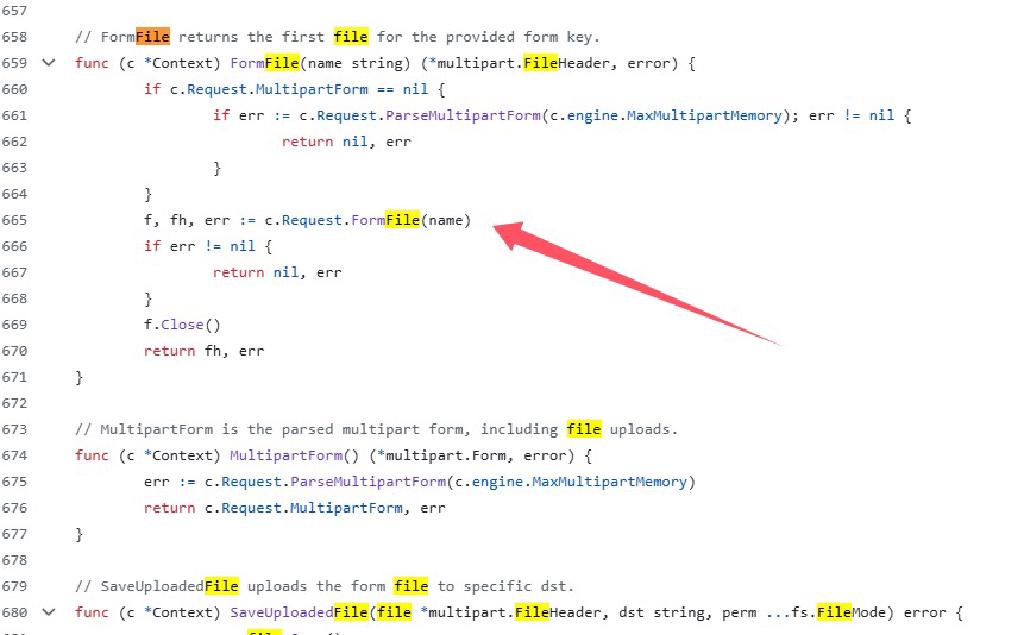 657
658 // FormFile returns the first file for the provided form key.
659 func (c *Context) FormFile(name string) (*multipart.FileHeader, error) {
660 if c.Request.MultipartForm == nil {
661 if err := c.Request.ParseMultipartForm(c.engine.MaxMultipartMemory); err != nil {
662 return nil, err
663 }
664 }
665 f, fh, err := c.Request.FormFile(name)
666 if err != nil {
667 return nil, err
668 }
669 f.Close()
670 return fh, err
671 }
672
673 // MultipartForm is the parsed multipart form, including file uploads.
674 func (c *Context) MultipartForm() (*multipart.Form, error) {
675 err := c.Request.ParseMultipartForm(c.engine.MaxMultipartMemory)
676 return c.Request.MultipartForm, err
677 }
678
679 // SaveUploadedFile uploads the form file to specific dst.
680 func (c *Context) SaveUploadedFile(file *multipart.FileHeader, dst string, perm ...fs.FileMode) error {